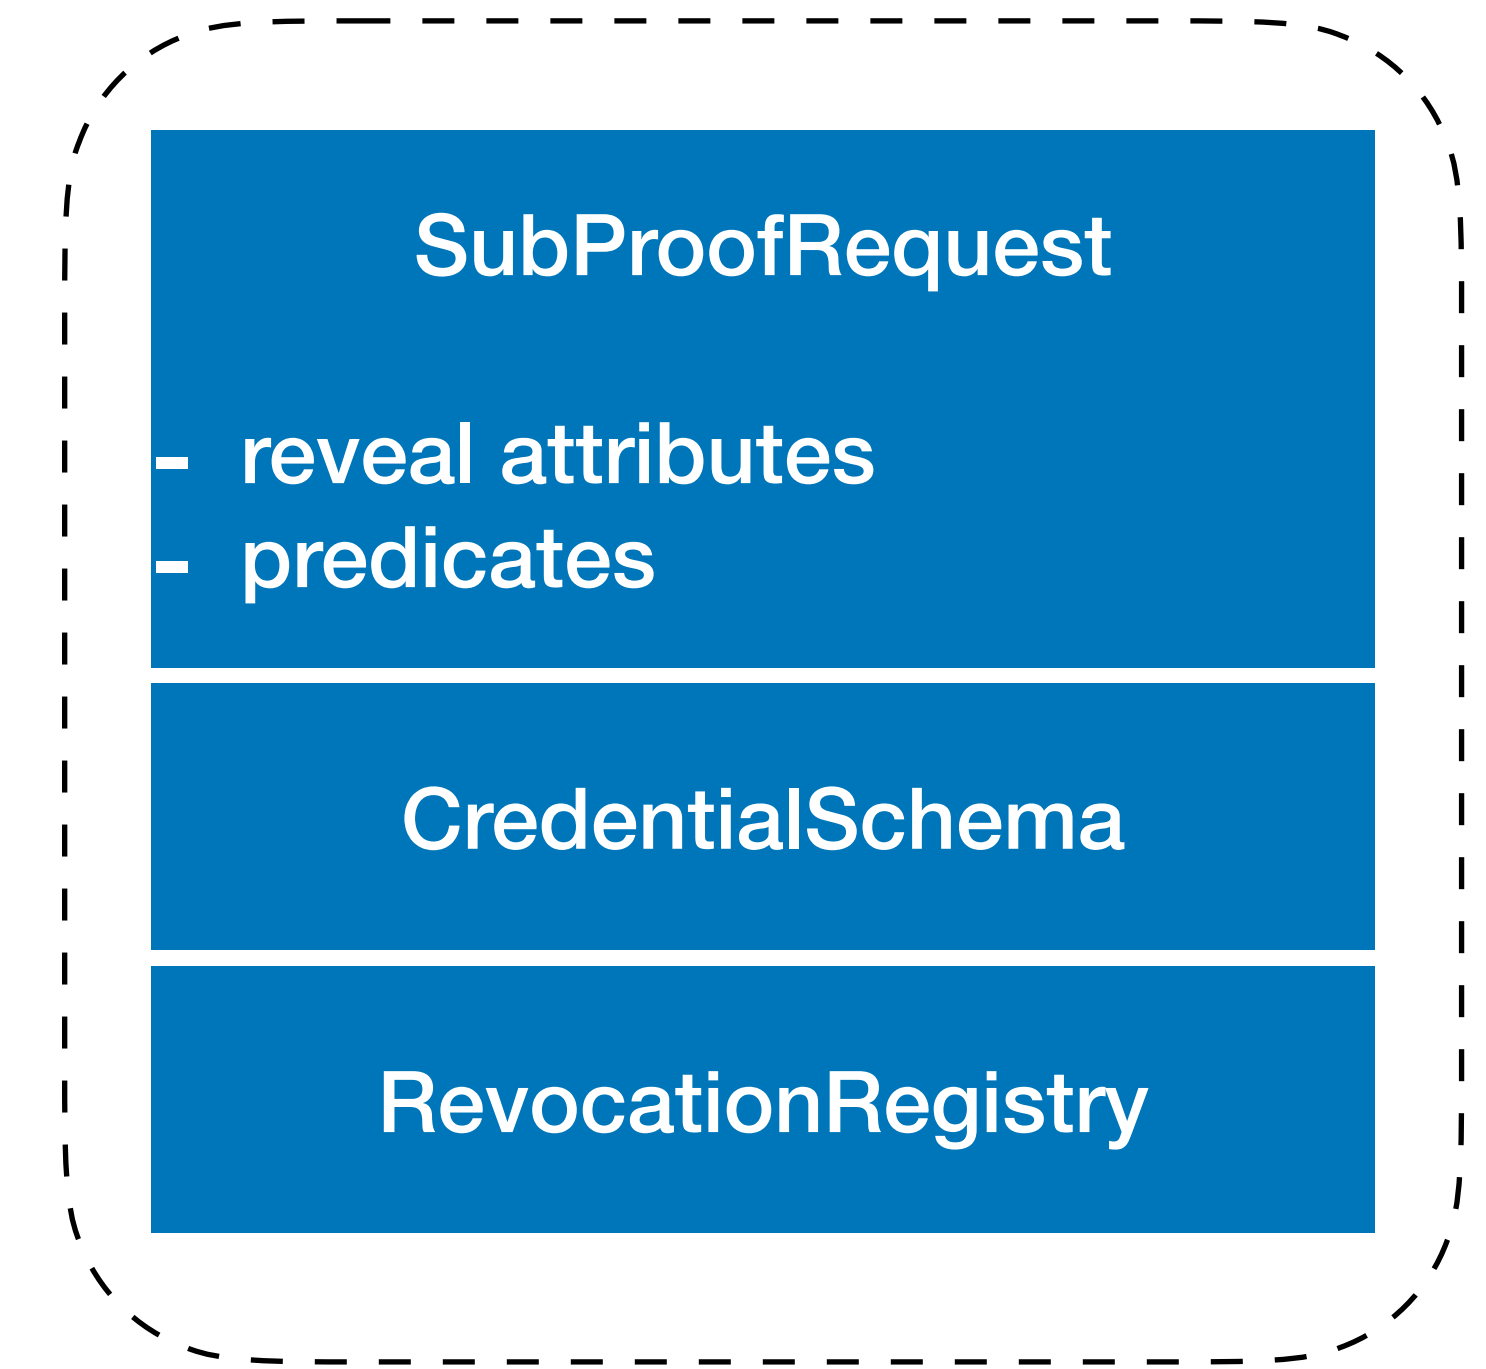 SubProofRequest
- reveal attributes
- predicates
CredentialSchema
RevocationRegistry